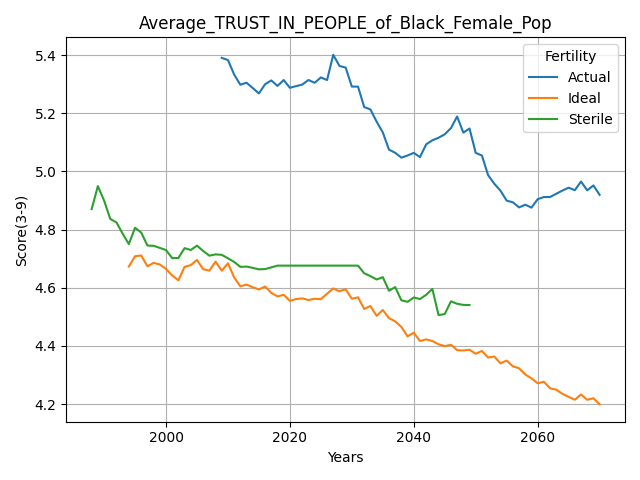 Average_TRUST_IN_PEOPLE_of_Black_Female_Pop
Fertility
Actual
Ideal
Sterile
Score(3-9)
5.4
5.2
5.0
4.8
4.6
4.4
4.2
2000
2020
2040
2060
Years